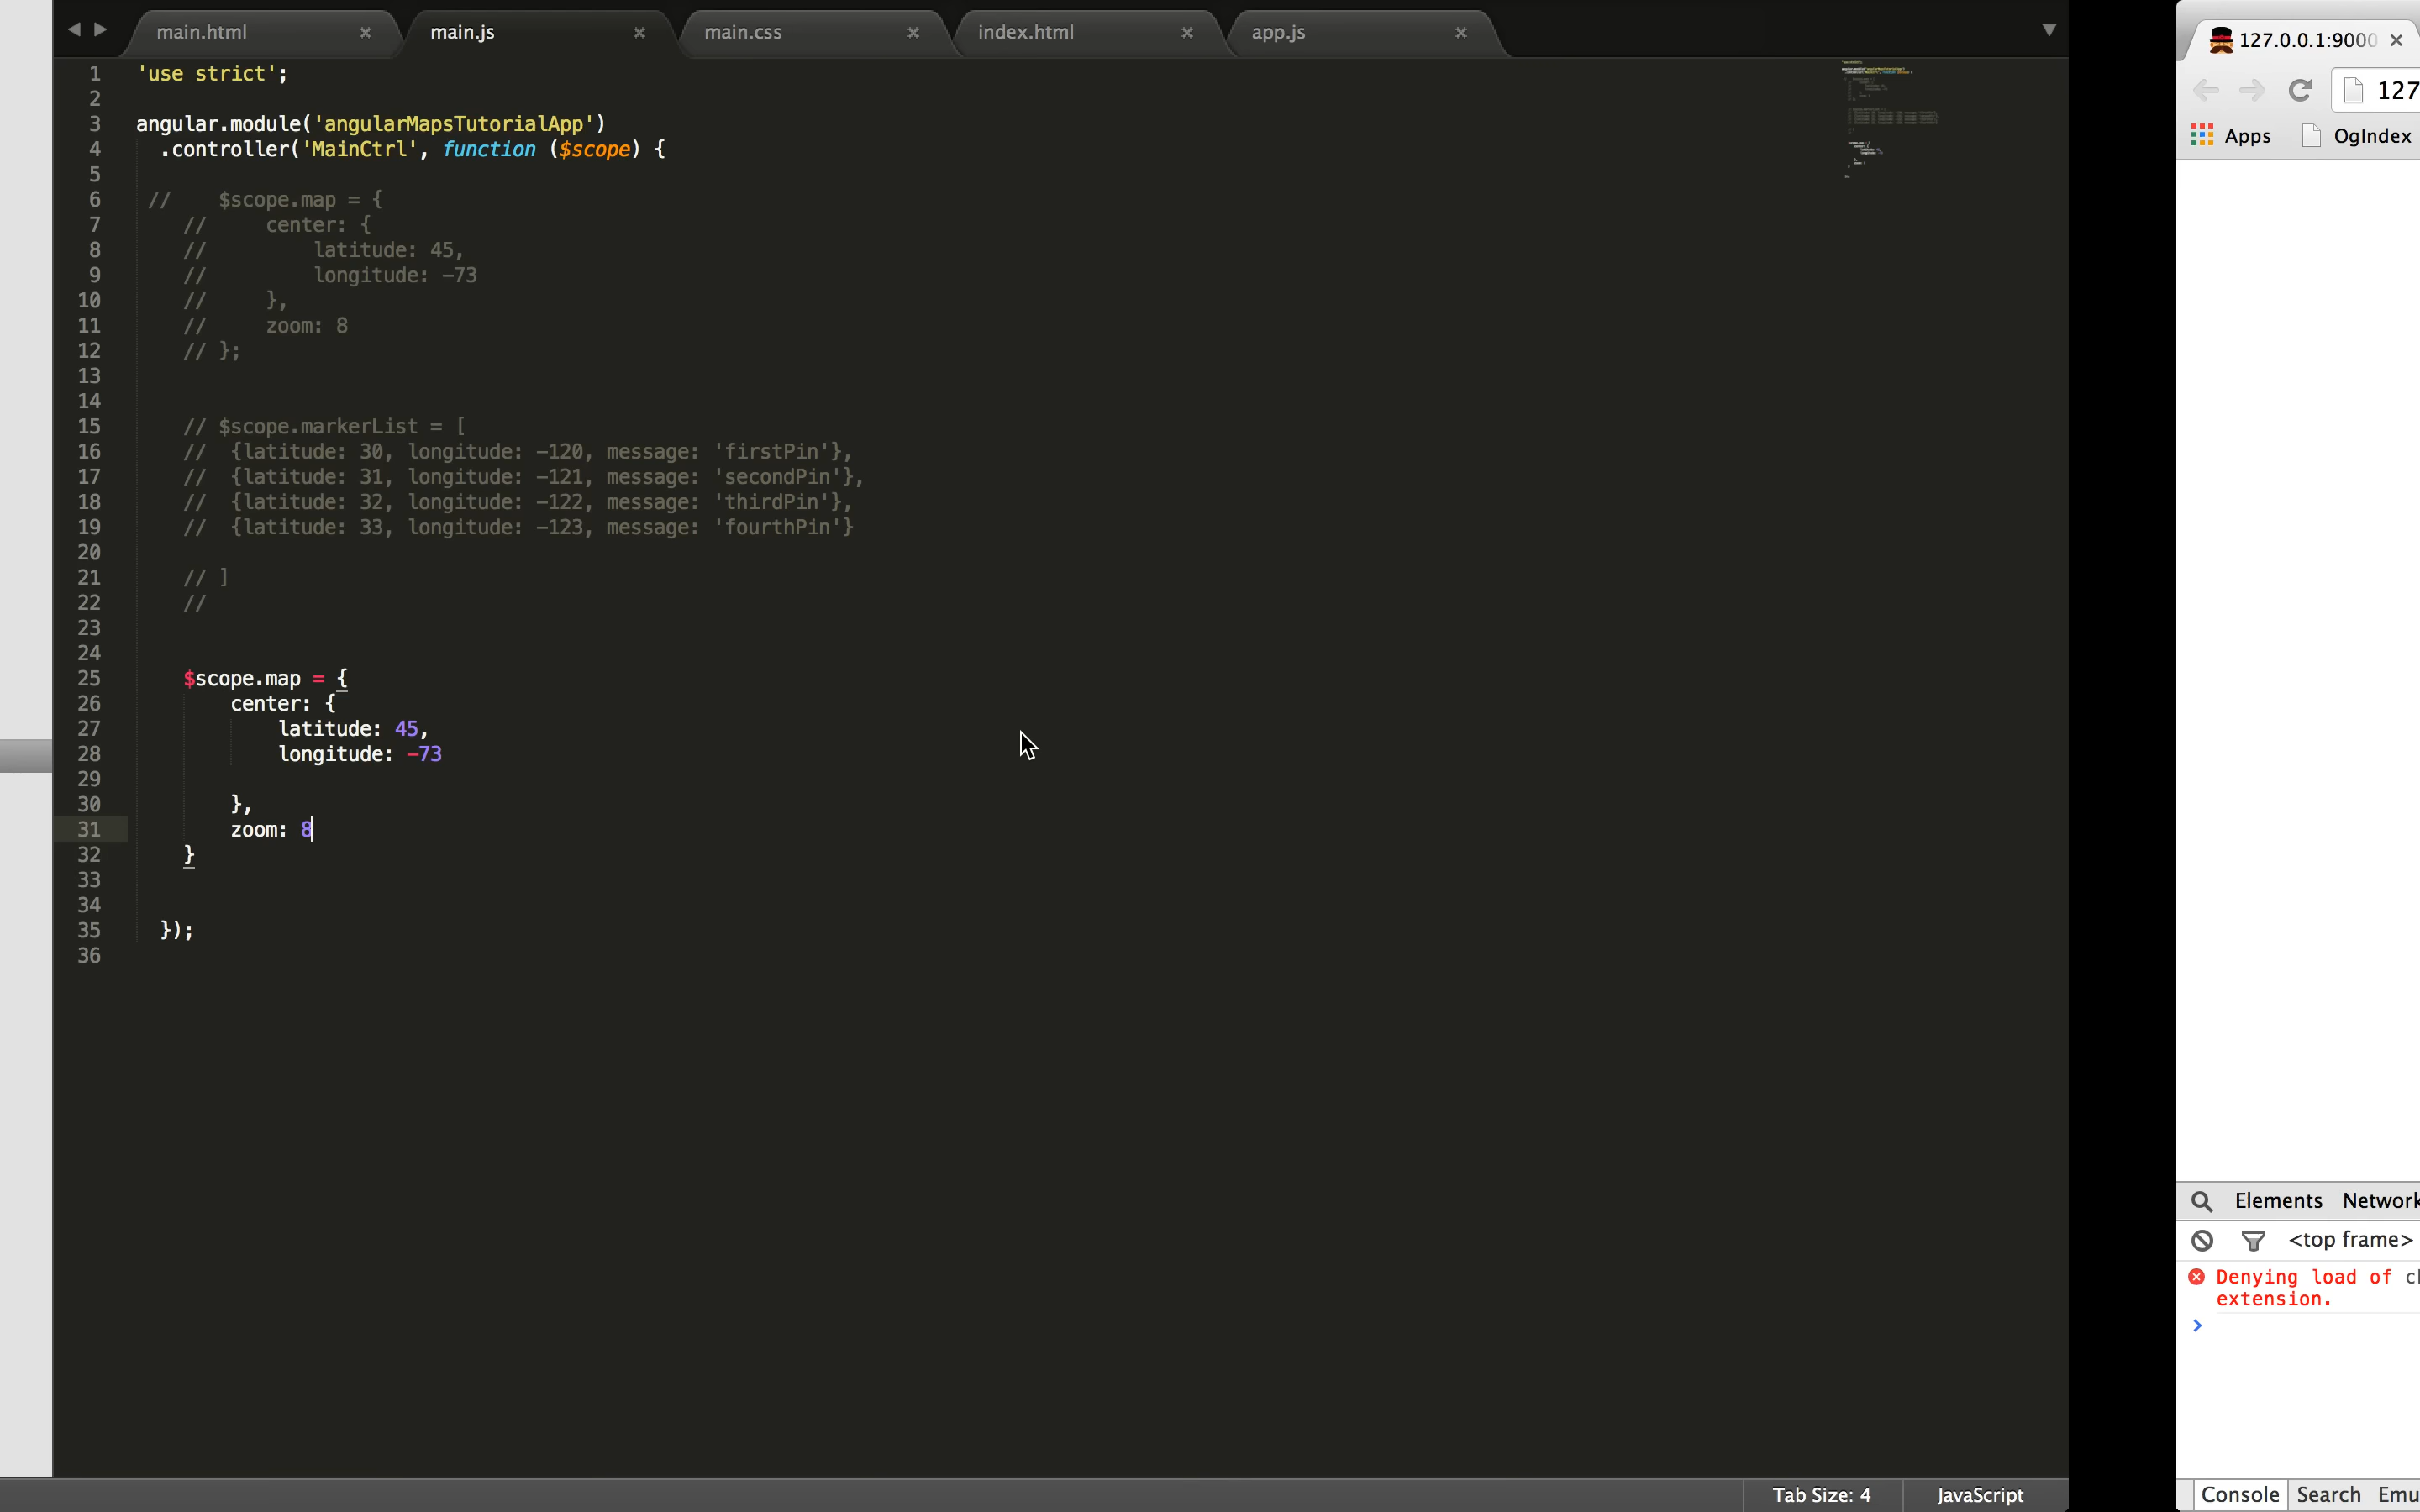 main.html
main.js
main.css
index.html
app.js
1 'use strict';
2
3 angular.module('angularMapsTutorialApp')
4 .controller('MainCtrl', function ($scope) {
5
6 // $scope.map = {
7 // center: {
8 // latitude: 45,
9 // longitude: -73
10 // },
11 // zoom: 8
12 // };
13
14
15 // $scope.markerList = [
16 // {latitude: 30, longitude: -120, message: 'firstPin'},
17 // {latitude: 31, longitude: -121, message: 'secondPin'},
18 // {latitude: 32, longitude: -122, message: 'thirdPin'},
19 // {latitude: 33, longitude: -123, message: 'fourthPin'}
20
21 // ]
22 //
23
24
25 $scope.map = {
26 center: {
27 latitude: 45,
28 longitude: -73
29
30 },
31 zoom: 8
32 }
33
34
35 });
36
Tab Size: 4 JavaScript
127.0.0.1:9000
127
Apps OgIndex
Elements Network
<top frame>
Denying load of c
extension.
Console Search Emu